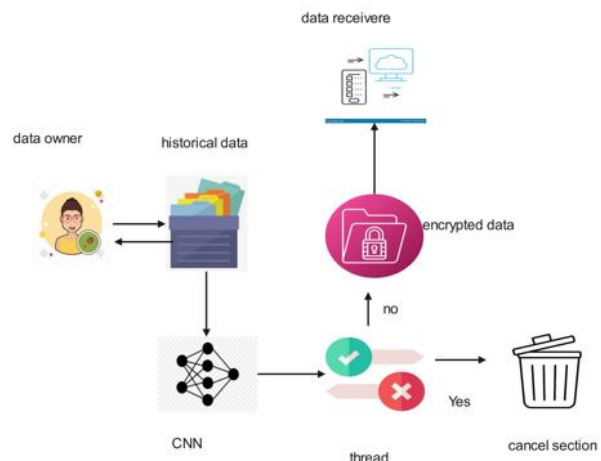 data receivere
data owner
historical data
encrypted data
no
Yes
CNN
thread
cancel section